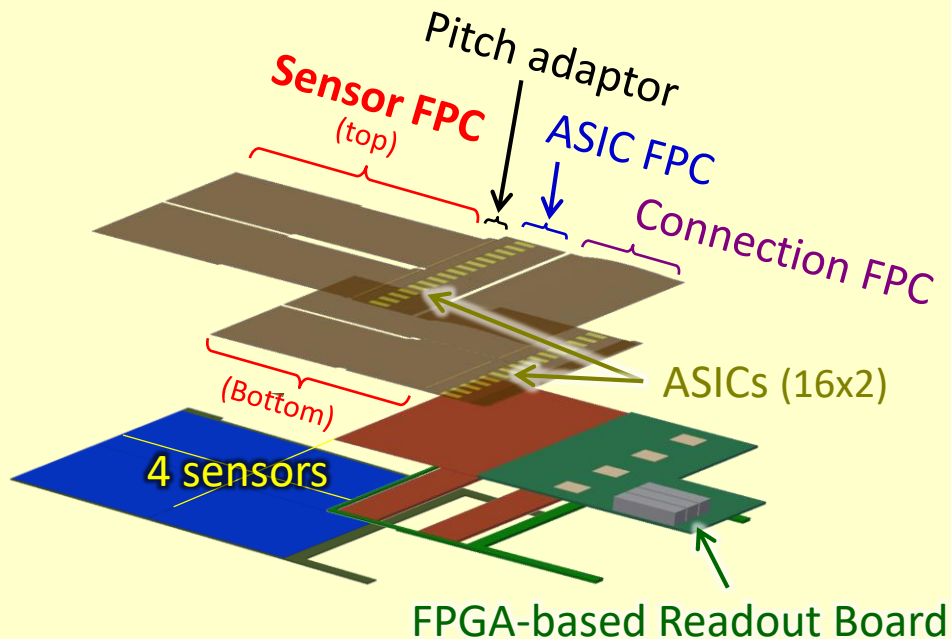 Pitch adaptor
Sensor FPC
(top)
ASIC FPC
Connection FPC
ASICs (16x2)
(Bottom)
4 sensors
FPGA-based Readout Board